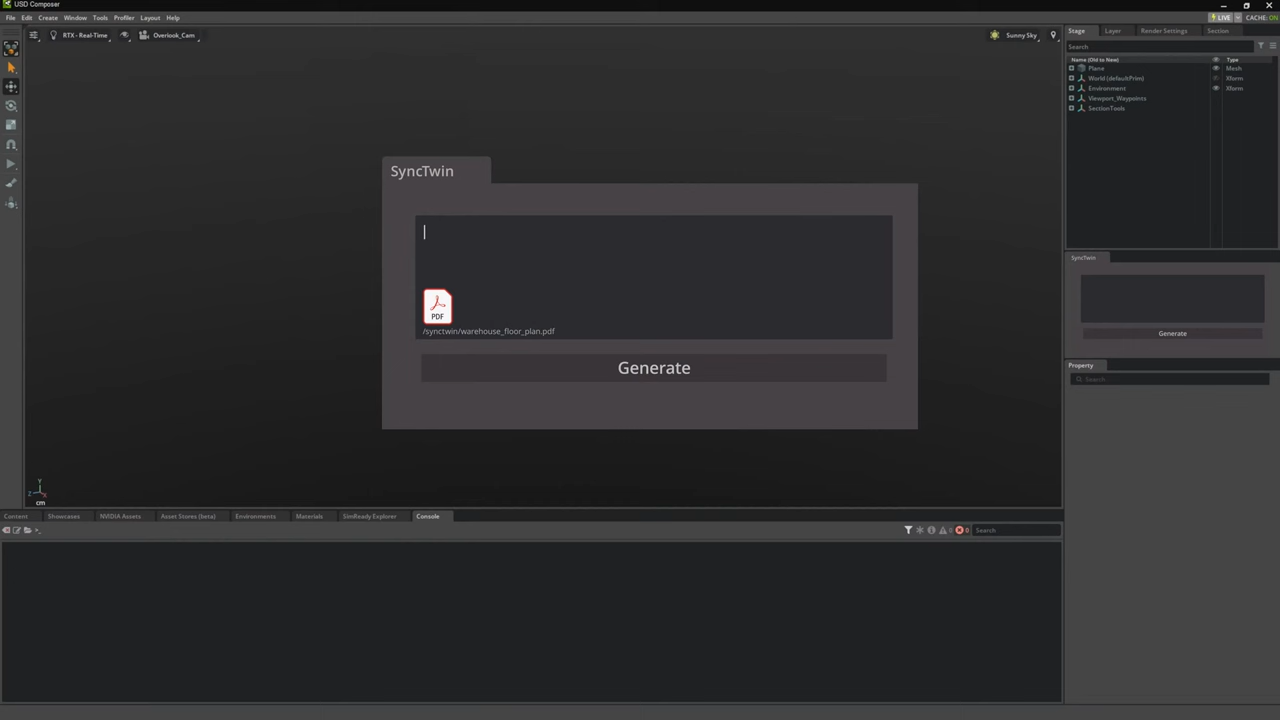 USD Composer
File Edit Create Window Tools Profiler Layout Help
LIVE CACHE: ON
RTX - Real-Time Overlook_Cam Sunny Sky
Stage Layer Render Settings Section
Search
Name (Old to New) Type
Plane Mesh
World (defaultPrim) Xform
Environment Xform
Viewport_Waypoints
SectionTools
SyncTwin
PDF
/synctwin/warehouse_floor_plan.pdf
Generate
SyncTwin
Generate
Property
Search
Y
Z X
cm
Content Showcases NVIDIA Assets Asset Stores (beta) Environments Materials SimReady Explorer Console
0 Search